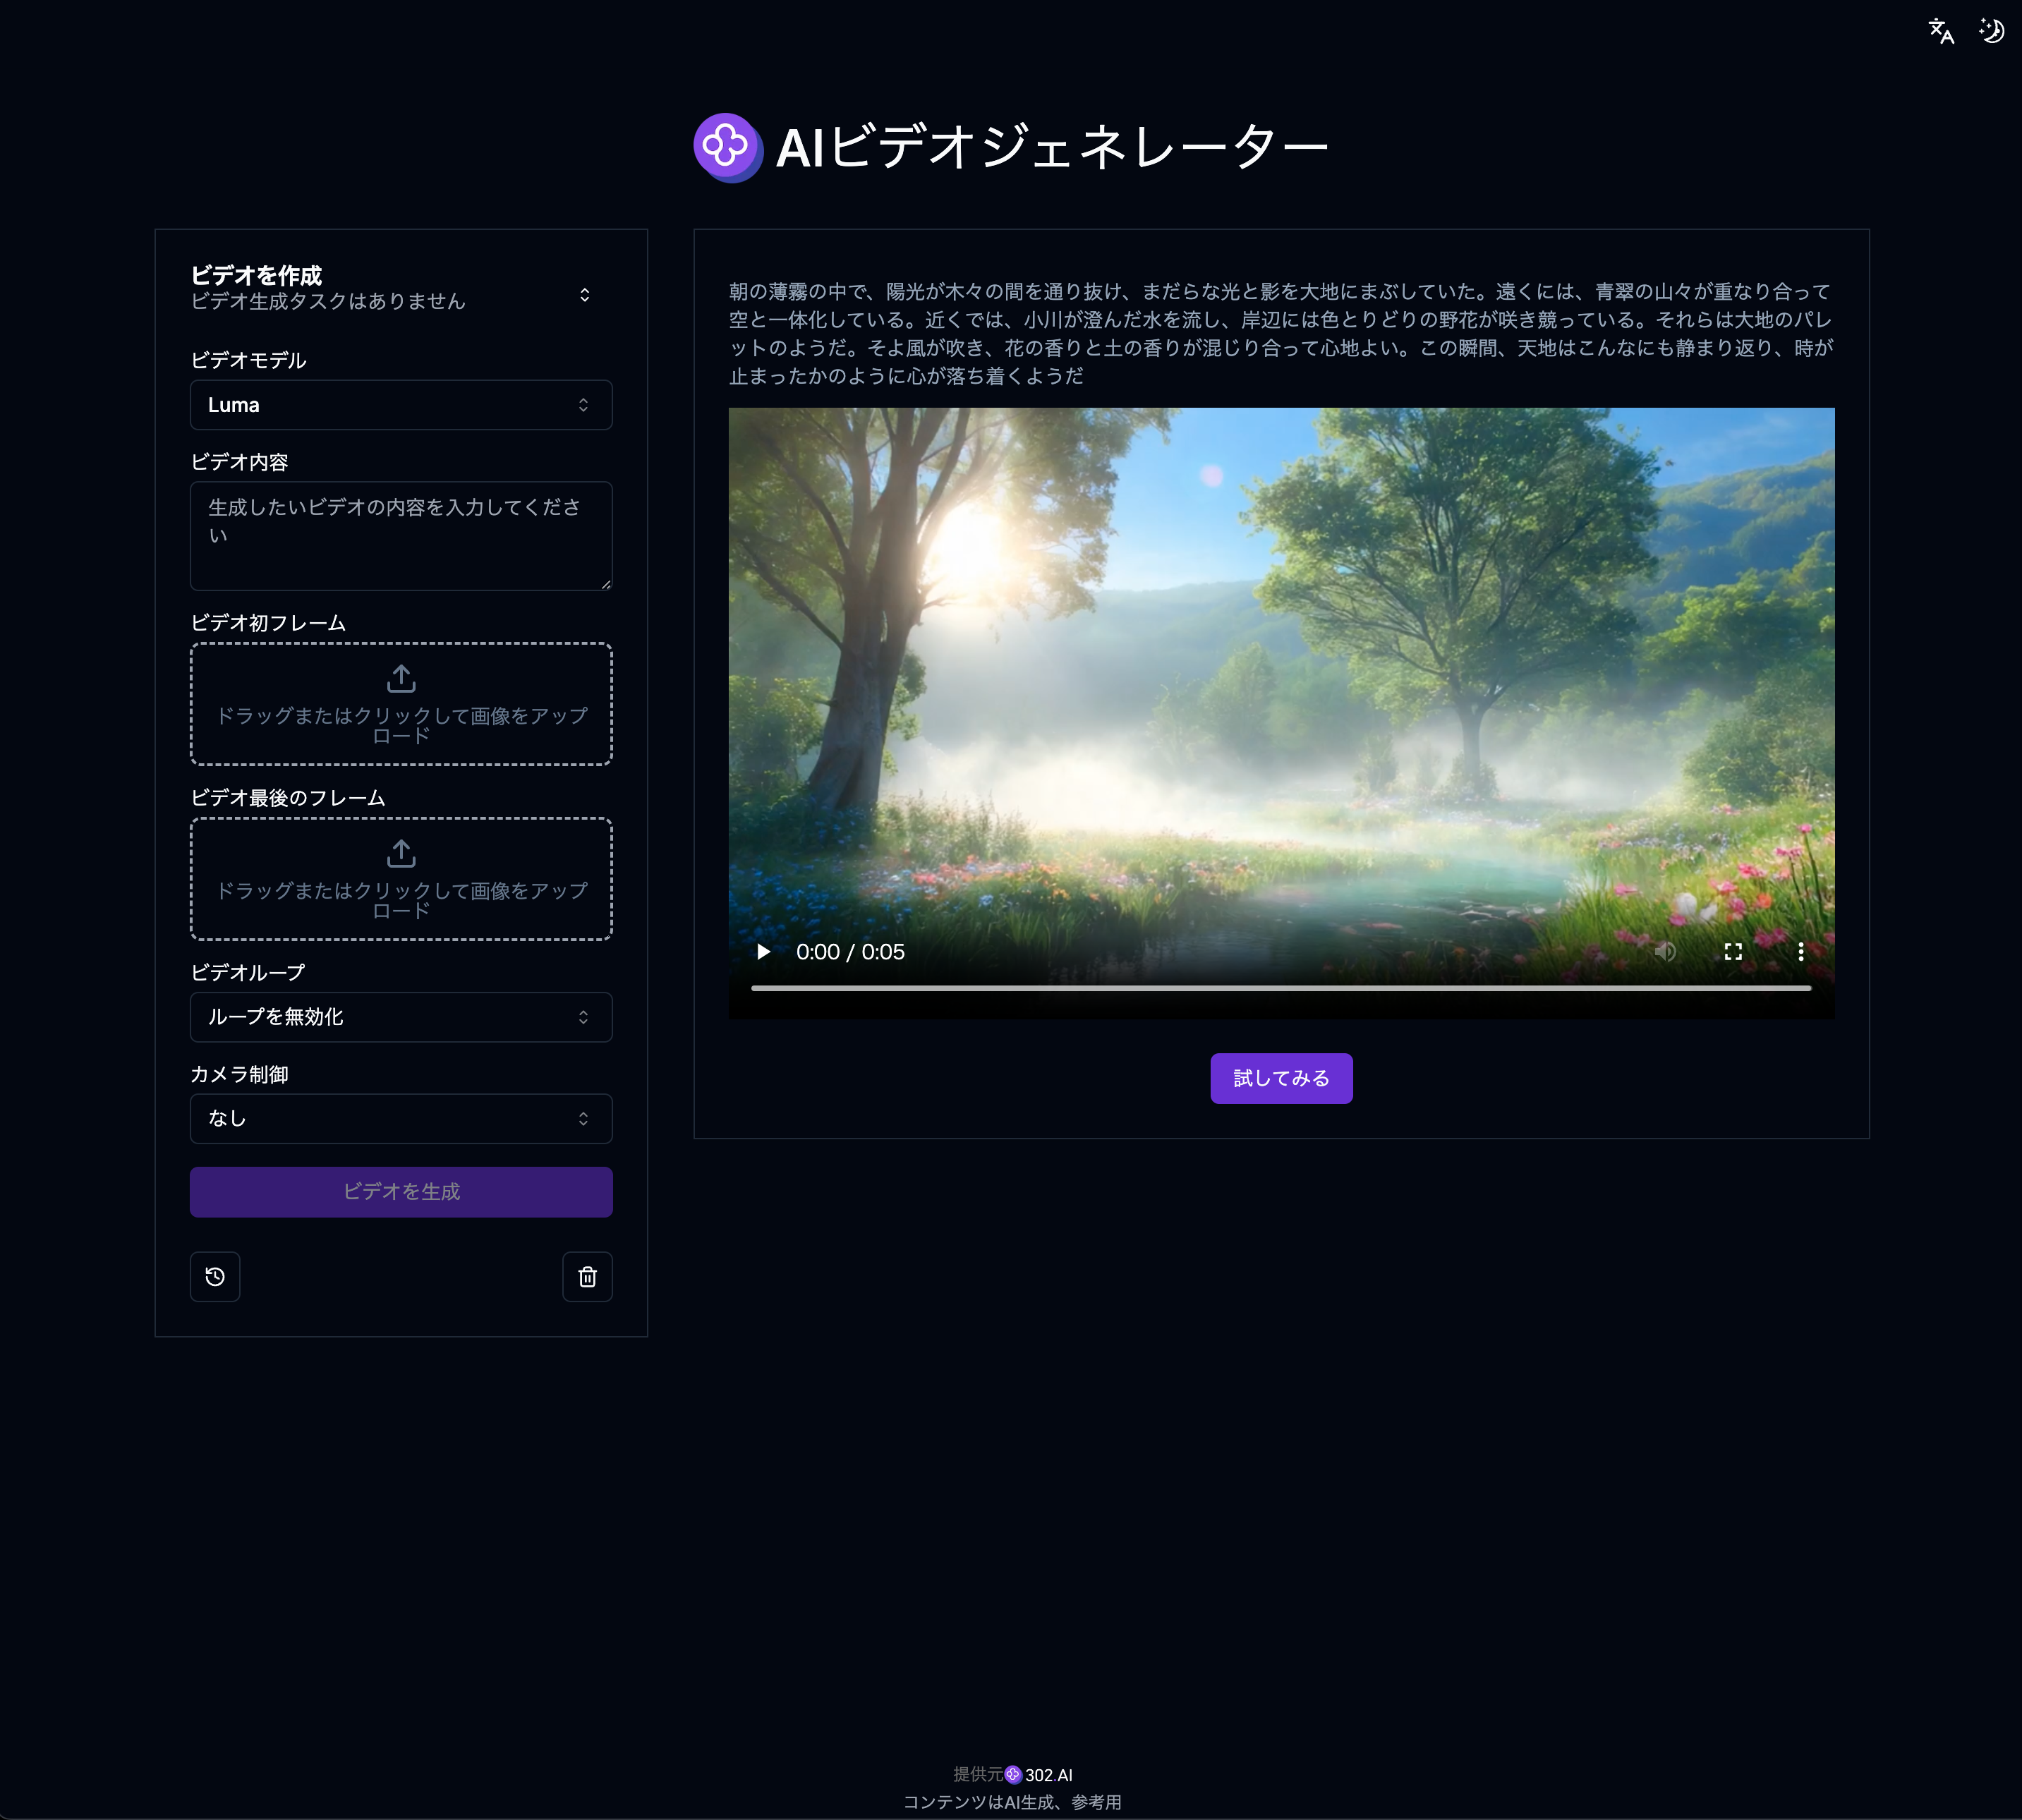 AIビデオジェネレーター
ビデオを作成
ビデオ生成タスクはありません
ビデオモデル
Luma
ビデオ内容
生成したいビデオの内容を入力してくださ
い
ビデオ初フレーム
ドラッグまたはクリックして画像をアップ
ロード
ビデオ最後のフレーム
ドラッグまたはクリックして画像をアップ
ロード
ビデオループ
ループを無効化
カメラ制御
なし
ビデオを生成
朝の薄霧の中で、陽光が木々の間を通り抜け、まだらな光と影を大地にまぶしていた。遠くには、青翠の山々が重なり合って
空と一体化している。近くでは、小川が澄んだ水を流し、岸辺には色とりどりの野花が咲き競っている。それらは大地のパレ
ットのようだ。そよ風が吹き、花の香りと土の香りが混じり合って心地よい。この瞬間、天地はこんなにも静まり返り、時が
止まったかのように心が落ち着くようだ
0:00 / 0:05
試してみる
提供元302.AI
コンテンツはAI生成、参考用